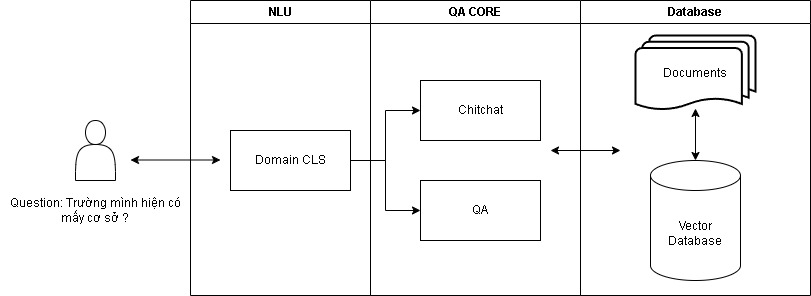 NLU
QA CORE
Database
Documents
Chitchat
Domain CLS
Question: Trường mình hiện có
mấy cơ sở ?
QA
Vector
Database